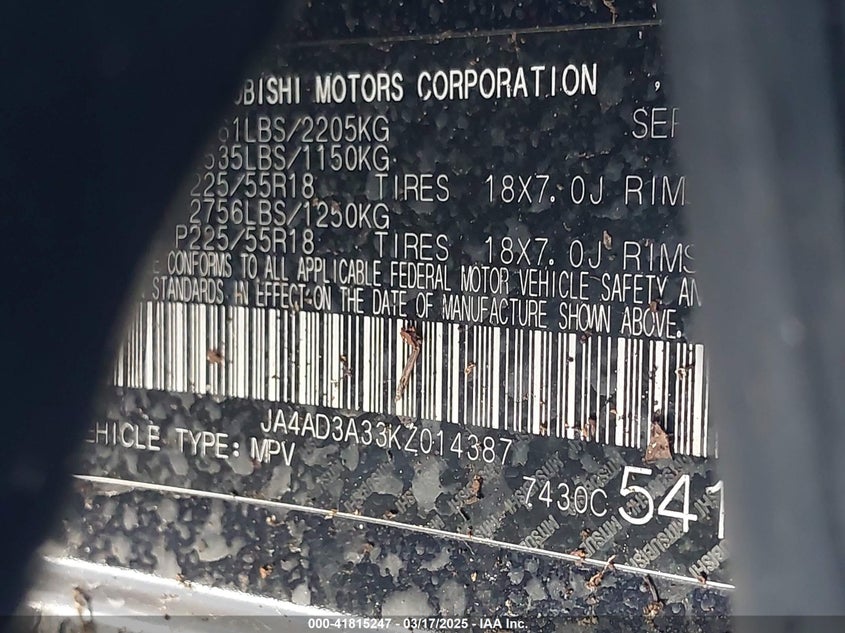 BISHI MOTORS CORPORATION ,
61LBS/2205KG SEP
535LBS/1150KG
225/55R18 TIRES 18X7.0J RIM
2756LBS/1250KG
P225/55R18 TIRES 18X7.0J RIMS
E CONFORMS TO ALL APPLICABLE FEDERAL MOTOR VEHICLE SAFETY AN
STANDARDS IN EFFECT ON THE DATE OF MANUFACTURE SHOWN ABOVE.
JA4AD3A33KZ014387
EHICLE TYPE: MPV
7430C 541
000-41815247 - 03/17/2025 - IAA Inc.